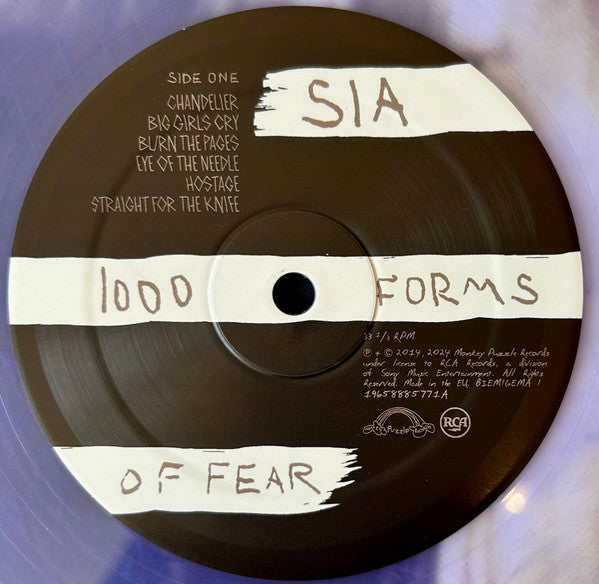 SIDE ONE
SIA
CHANDELIER
BIG GIRLS CRY
BURN THE PAGES
EYE OF THE NEEDLE
HOSTAGE
STRAIGHT FOR THE KNIFE
1000 FORMS
33 1/3 RPM
℗ + © 2014, 2024 Monkey Puzzle Records
under license to RCA Records, a division
of Sony Music Entertainment. All Rights
Reserved. Made in the EU. BIEM/GEMA |
19658885771A
Puzzle
RCA
OF FEAR